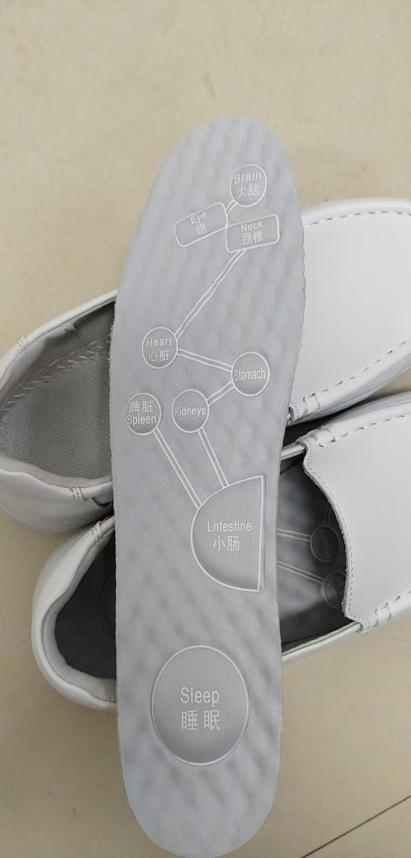 Brain
大脑
Eye
眼
Neck
颈椎
Heart
心脏
Stomach
脾脏
Spleen
Kidneys
Lntestine
小肠
Sleep
睡眠